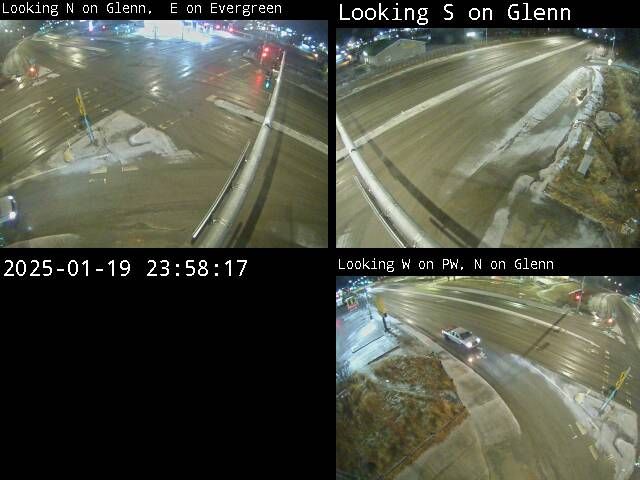 Looking N on Glenn,  E on Evergreen
Looking S on Glenn
2025-01-19 23:58:17
Looking W on PW, N on Glenn